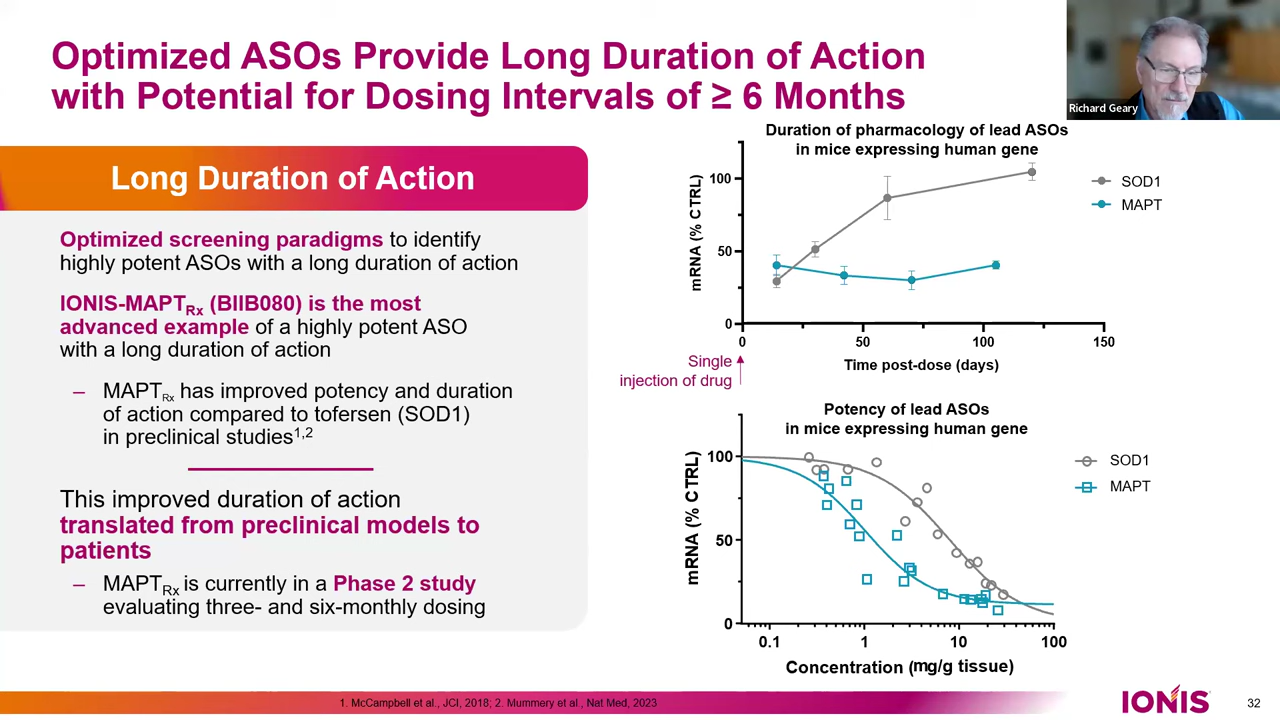 Optimized ASOs Provide Long Duration of Action
with Potential for Dosing Intervals of ≥ 6 Months
Richard Geary
Long Duration of Action
Optimized screening paradigms to identify
highly potent ASOs with a long duration of action
IONIS-MAPTRx (BIIB080) is the most
advanced example of a highly potent ASO
with a long duration of action
– MAPTRx has improved potency and duration
of action compared to tofersen (SOD1)
in preclinical studies1,2
This improved duration of action
translated from preclinical models to
patients
– MAPTRx is currently in a Phase 2 study
evaluating three- and six-monthly dosing
Duration of pharmacology of lead ASOs
in mice expressing human gene
mRNA (% CTRL)
100
50
0
0 50 100 150
Time post-dose (days)
SOD1
MAPT
Single
injection of drug
Potency of lead ASOs
in mice expressing human gene
mRNA (% CTRL)
100
50
0
0.1 1 10 100
Concentration (mg/g tissue)
SOD1
MAPT
1. McCampbell et al., JCI, 2018; 2. Mummery et al, Nat Med, 2023
IONIS
32